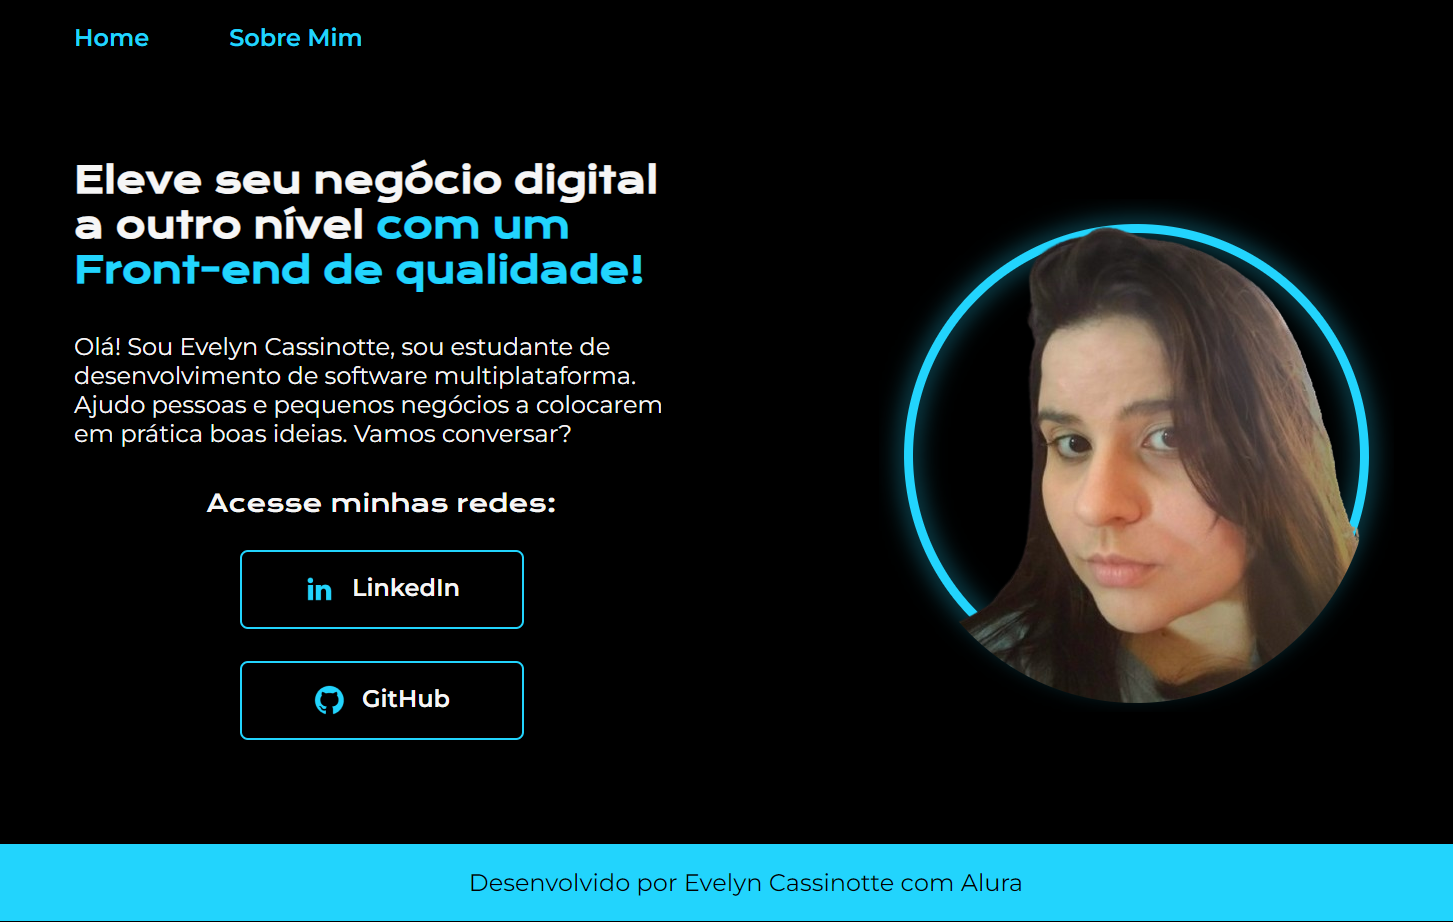 Home Sobre Mim
Eleve seu negócio digital
a outro nível com um
Front-end de qualidade!
Olá! Sou Evelyn Cassinotte, sou estudante de
desenvolvimento de software multiplataforma.
Ajudo pessoas e pequenos negócios a colocarem
em prática boas ideias. Vamos conversar?
Acesse minhas redes:
in LinkedIn
GitHub
Desenvolvido por Evelyn Cassinotte com Alura